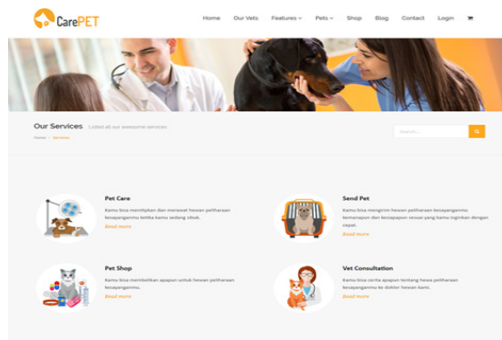 CarePET
Home Our Vets Features Pets Shop Blog Contact Login
Our Services Listed all our awesome services.
Home / Services
Search...
Pet Care
Kamu bisa menitipkan dan merawat hewan peliharaan
kesayanganmu ketika kamu sedang sibuk.
Read more
Send Pet
Kamu bisa mengirim hewan peliharaan kesayanganmu
kemanapun dan kesiapapun sesuai yang kamu inginkan dengan
cepat.
Read more
Pet Shop
Kamu bisa membelikan apapun untuk hewan peliharaan
kesayanganmu.
Read more
Vet Consultation
Kamu bisa cerita apapun tentang hewa peliharaan
kesayanganmu ke dokter hewan kami.
Read more